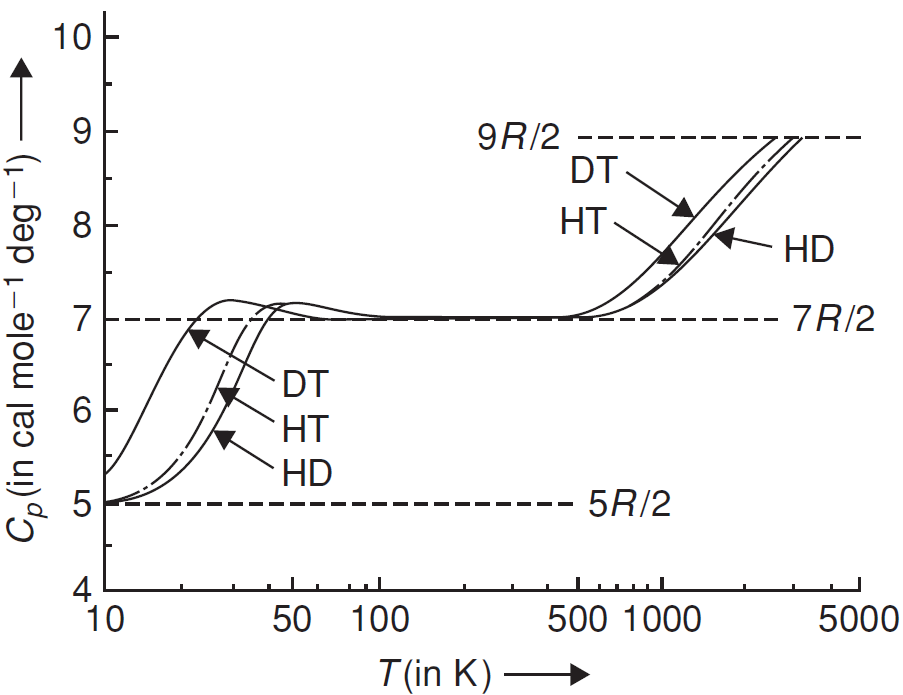 10
9
8
7
6
5
4
C_p (in cal mole⁻¹ deg⁻¹)
9R/2
DT
HT
HD
7R/2
DT
HT
HD
5R/2
10 50 100 500 1000 5000
T (in K)